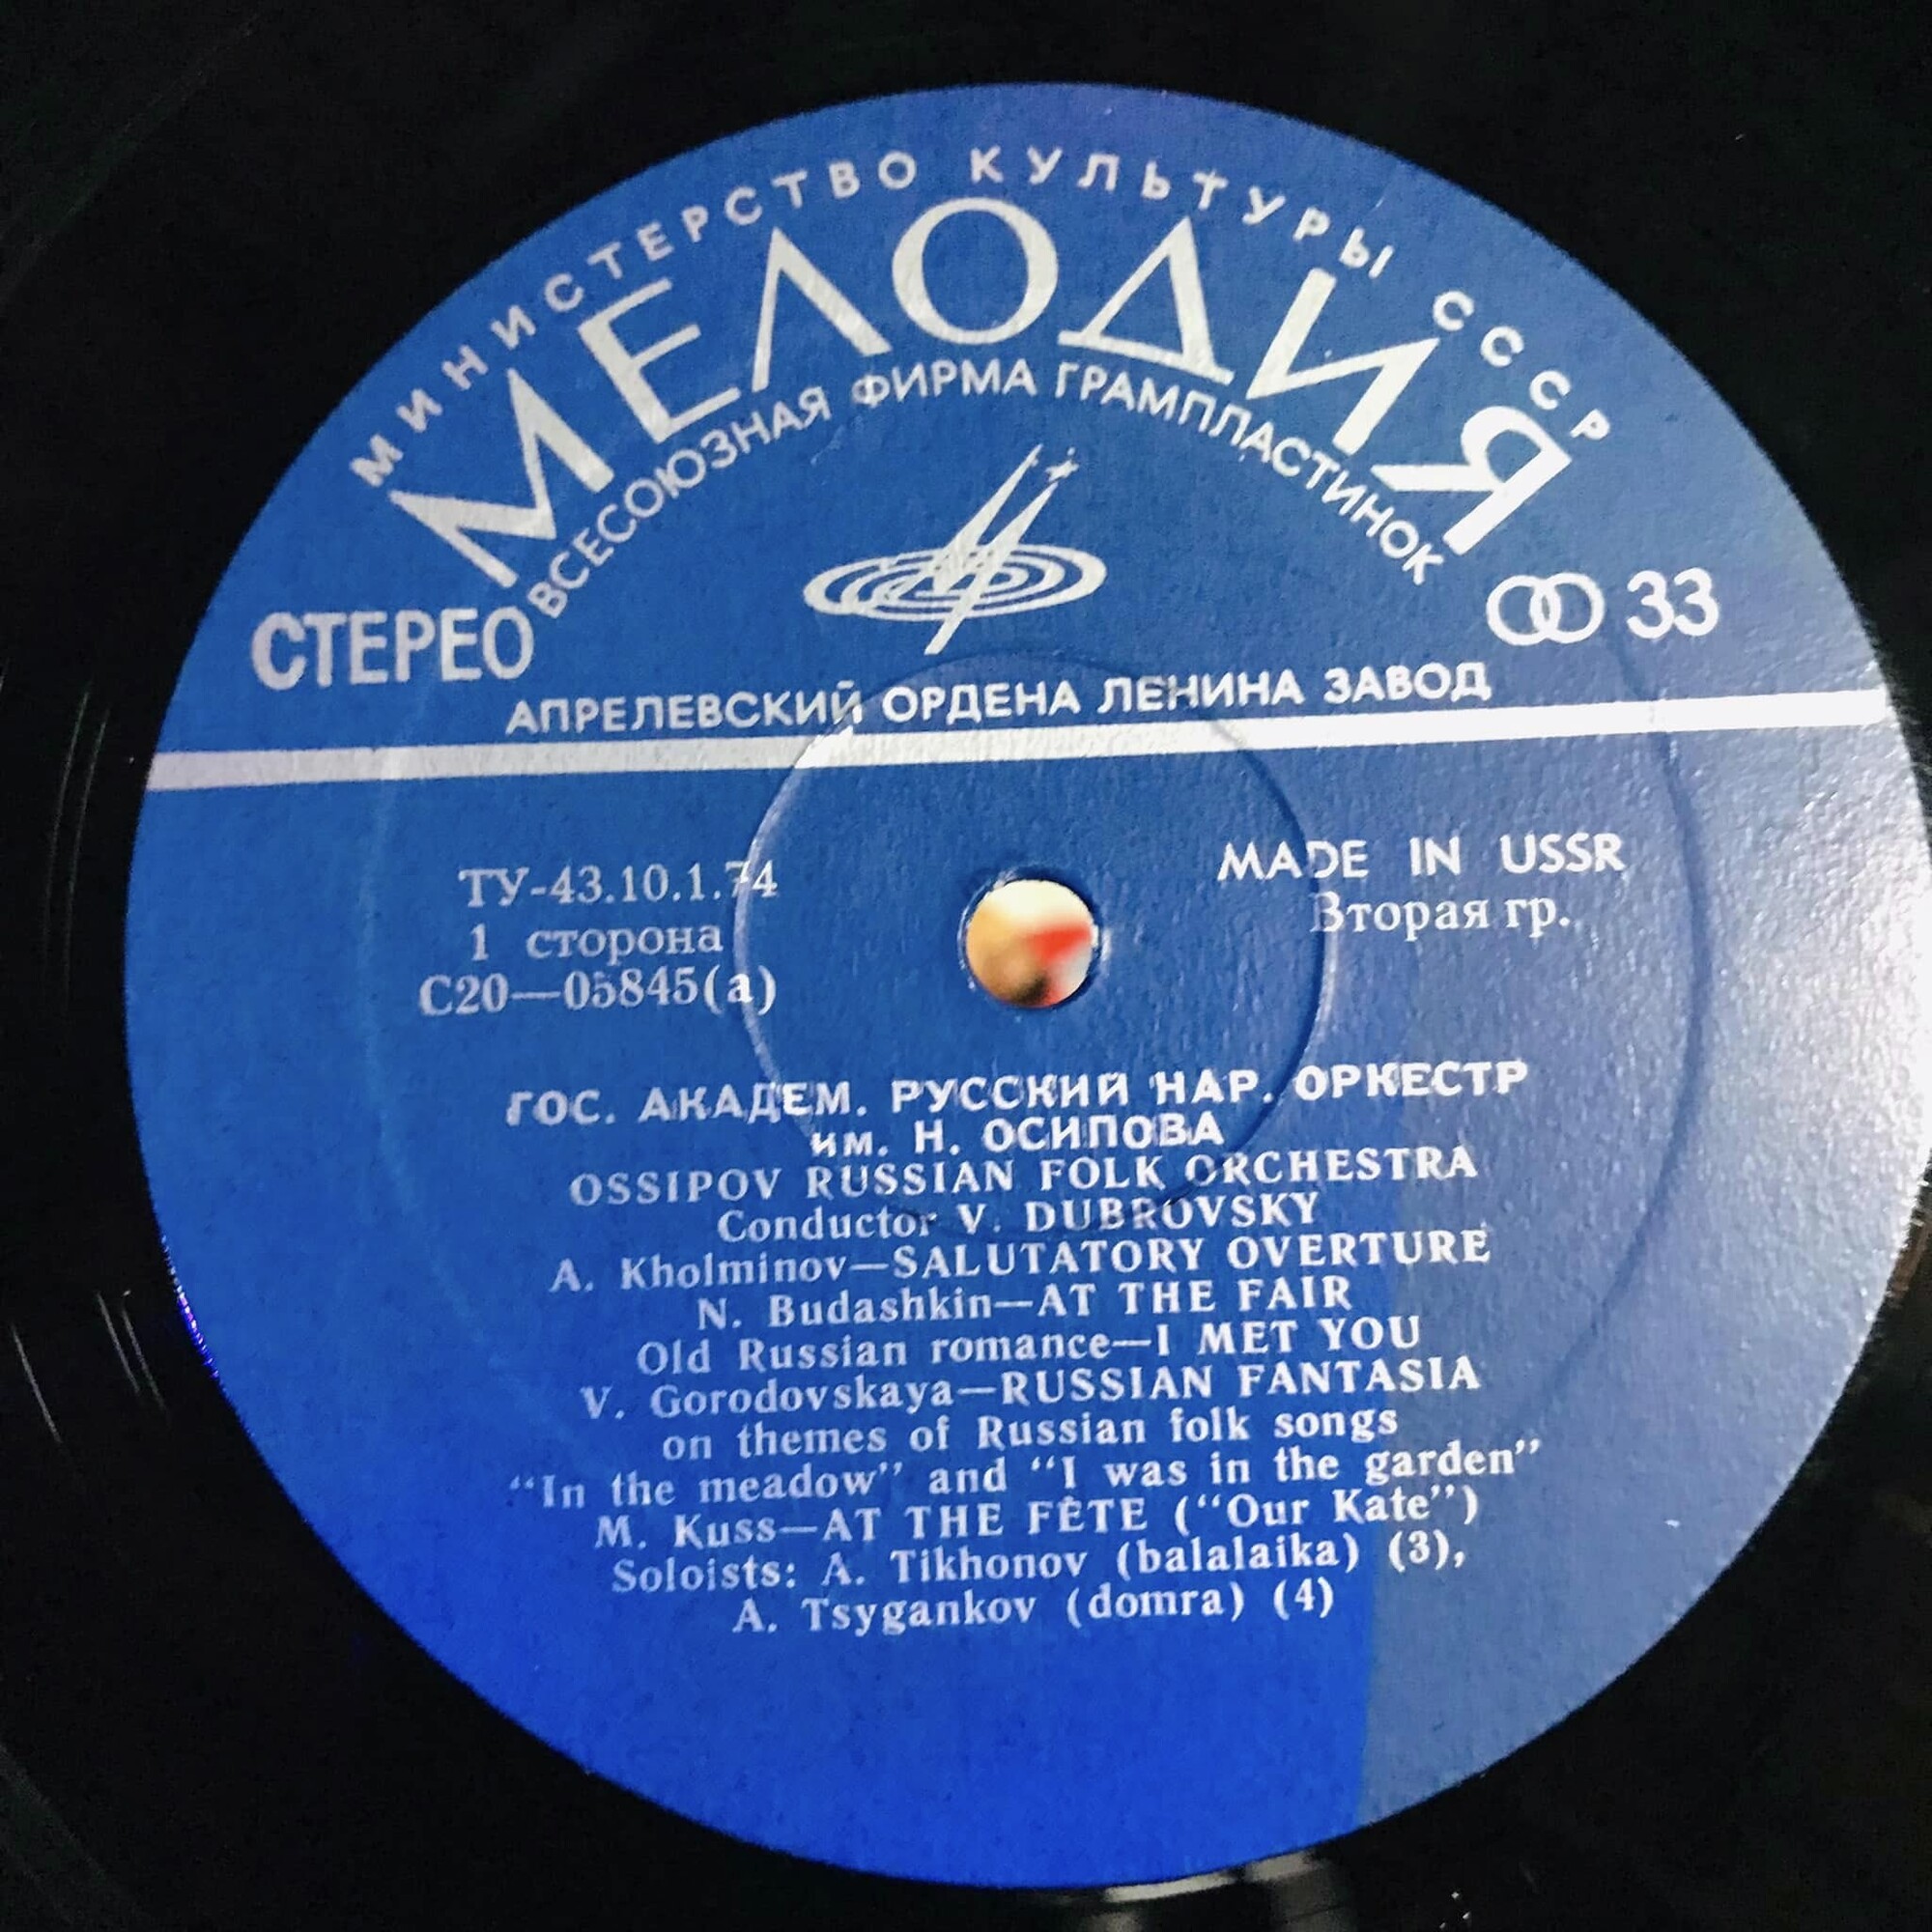 МИНИСТЕРСТВО КУЛЬТУРЫ СССР
МЕЛОДИЯ
ВСЕСОЮЗНАЯ ФИРМА ГРАМПЛАСТИНОК
СТЕРЕО
33
АПРЕЛЕВСКИЙ ОРДЕНА ЛЕНИНА ЗАВОД
ТУ-43.10.1.74
1 сторона
С20—05845(а)
MADE IN USSR
Вторая гр.
ГОС. АКАДЕМ. РУССКИЙ НАР. ОРКЕСТР
им. Н. ОСИПОВА
OSSIPOV RUSSIAN FOLK ORCHESTRA
Conductor V. DUBROVSKY
A. Kholminov—SALUTATORY OVERTURE
N. Budashkin—AT THE FAIR
Old Russian romance—I MET YOU
V. Gorodovskaya—RUSSIAN FANTASIA
on themes of Russian folk songs
“In the meadow” and “I was in the garden”
M. Kuss—AT THE FÊTE (“Our Kate”)
Soloists: A. Tikhonov (balalaika) (3),
A. Tsygankov (domra) (4)